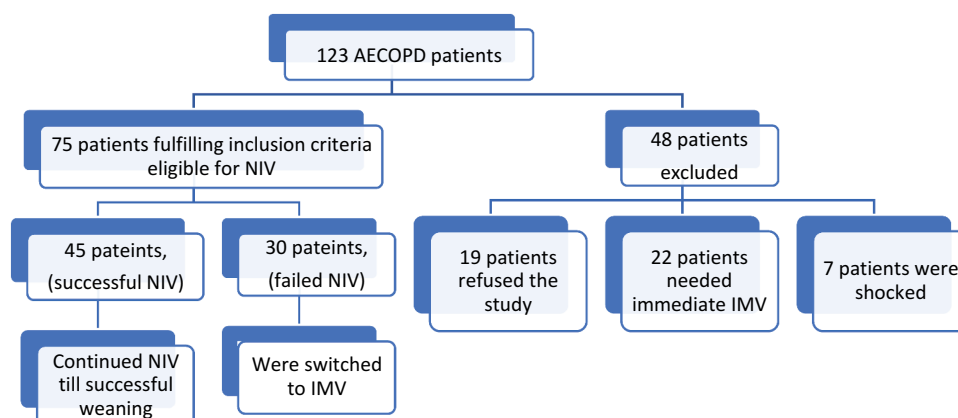 123 AECOPD patients
75 patients fulfilling inclusion criteria
eligible for NIV
48 patients
excluded
45 pateints,
(successful NIV)
30 pateints,
(failed NIV)
19 patients
refused the
study
22 patients
needed
immediate IMV
7 patients were
shocked
Continued NIV
till successful
weaning
Were switched
to IMV